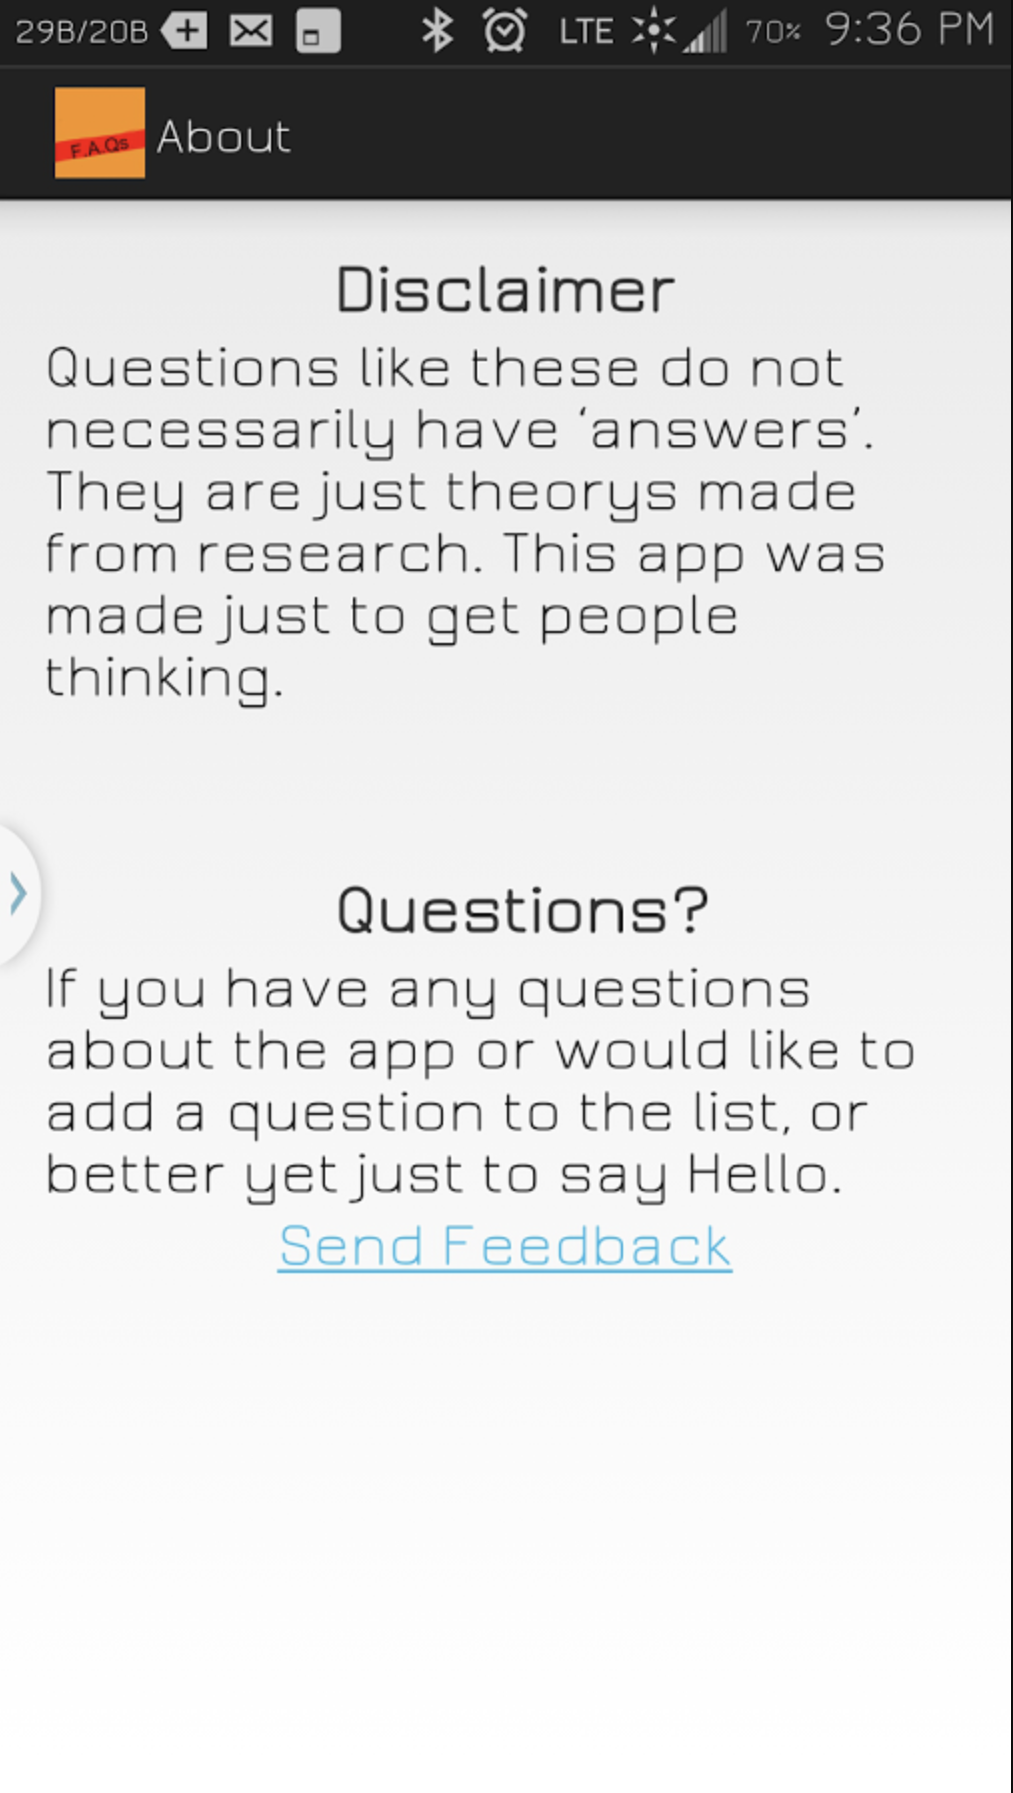 29B/20B LTE 70% 9:36 PM
F.A.Qs About
Disclaimer
Questions like these do not
necessarily have ‘answers’.
They are just theorys made
from research. This app was
made just to get people
thinking.
Questions?
If you have any questions
about the app or would like to
add a question to the list, or
better yet just to say Hello.
Send Feedback